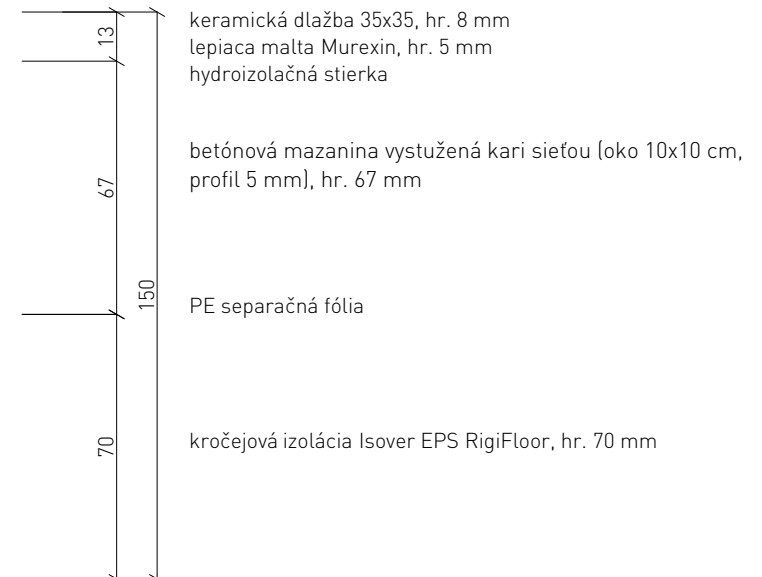 13
keramická dlažba 35x35, hr. 8 mm
lepiaca malta Murexin, hr. 5 mm
hydroizolačná stierka
67
betónová mazanina vystužená kari sieťou (oko 10x10 cm,
profil 5 mm), hr. 67 mm
150
PE separačná fólia
70
kročejová izolácia Isover EPS RigiFloor, hr. 70 mm